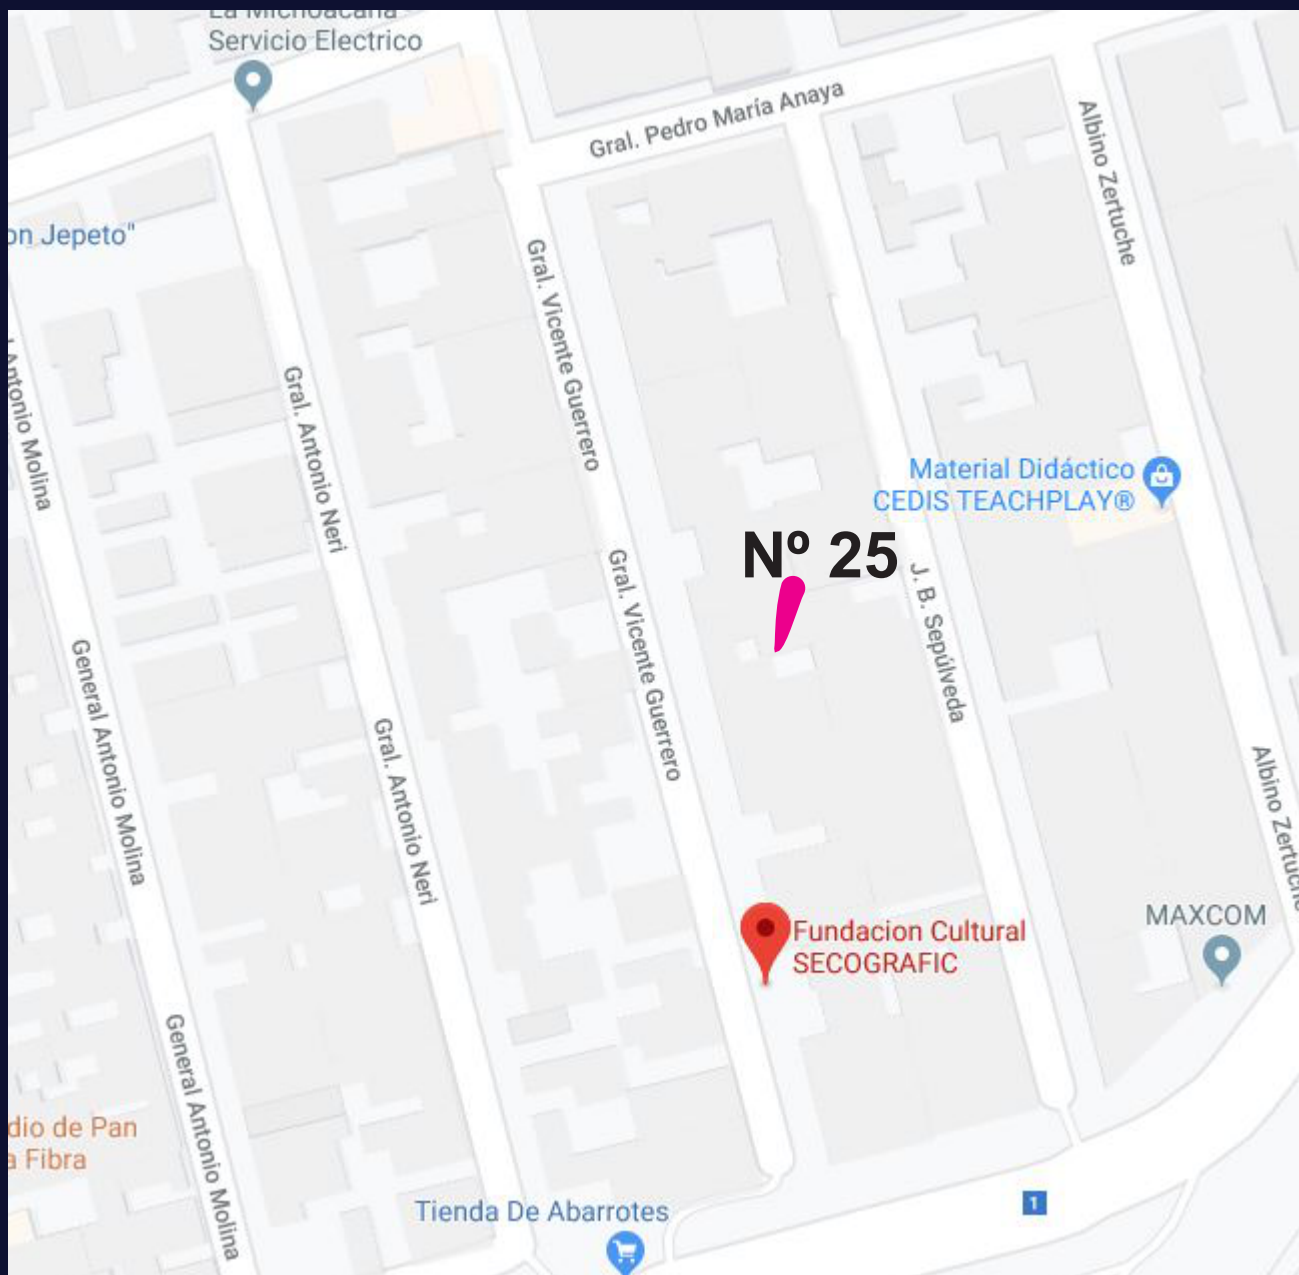 La Michoacana
Servicio Electrico
Gral. Pedro María Anaya
Albino Zertuche
on Jepeto"
Gral. Vicente Guerrero
Antonio Molina
Gral. Antonio Neri
Material Didáctico
CEDIS TEACHPLAY®
Nº 25
Gral. Vicente Guerrero
J. B. Sepúlveda
General Antonio Molina
Gral. Antonio Neri
Albino Zertuche
MAXCOM
Fundacion Cultural
SECOGRAFIC
General Antonio Molina
dio de Pan
a Fibra
Tienda De Abarrotes
1